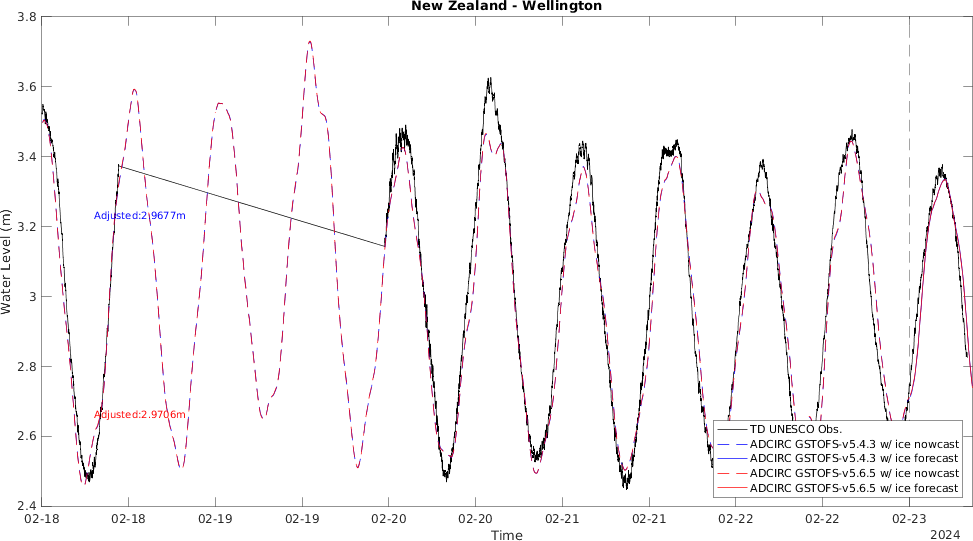 New Zealand - Wellington
3.8
3.6
3.4
3.2
3
2.8
2.6
2.4
Water Level (m)
Adjusted:2.9677m
Adjusted:2.9706m
TD UNESCO Obs.
ADCIRC GSTOFS-v5.4.3 w/ ice nowcast
ADCIRC GSTOFS-v5.4.3 w/ ice forecast
ADCIRC GSTOFS-v5.6.5 w/ ice nowcast
ADCIRC GSTOFS-v5.6.5 w/ ice forecast
02-18 02-18 02-19 02-19 02-20 02-20 02-21 02-21 02-22 02-22 02-23
Time
2024